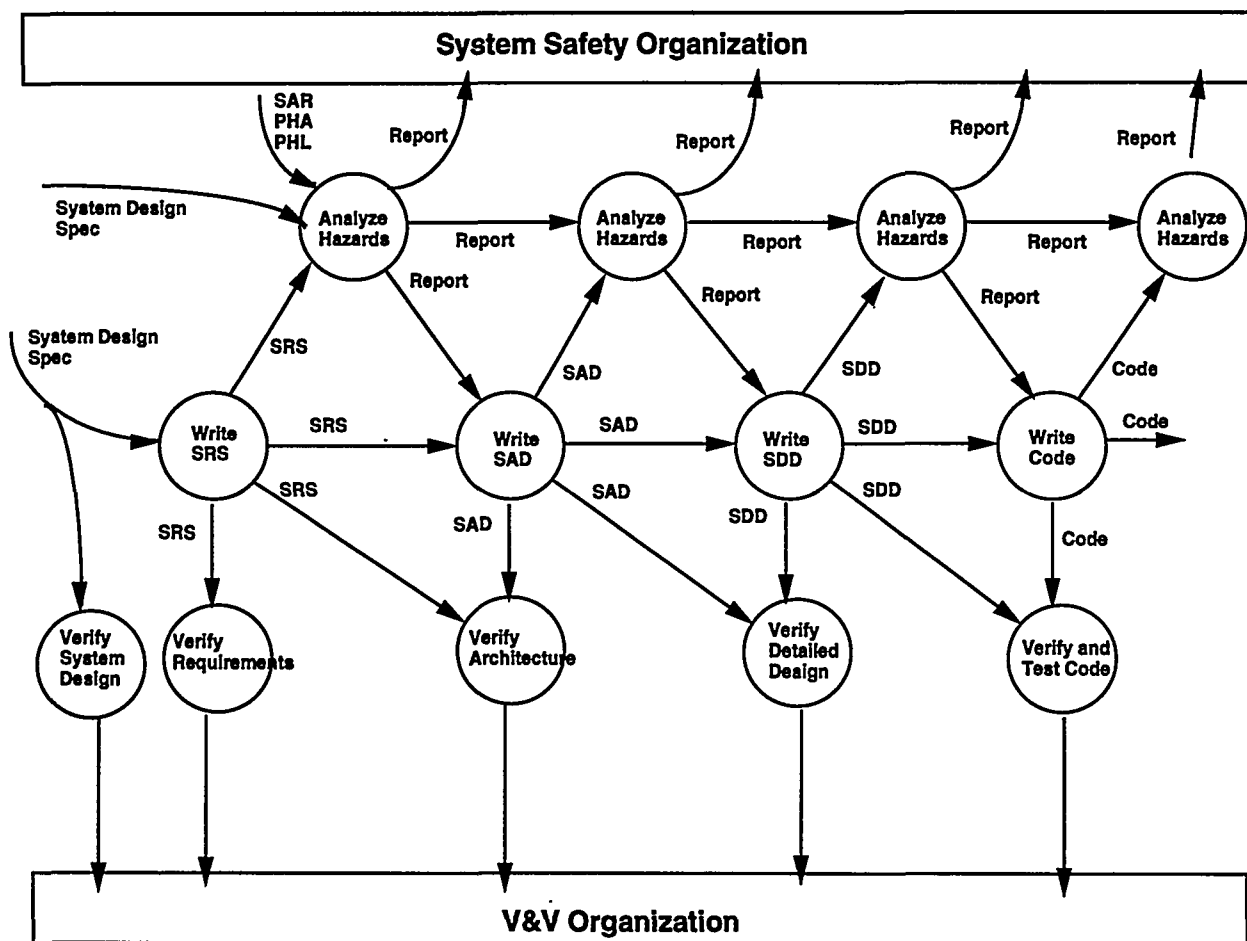 System Safety Organization
SAR
PHA
PHL
Report
Report
Report
Report
System Design
Spec
Analyze
Hazards
Report
Analyze
Hazards
Report
Analyze
Hazards
Report
Analyze
Hazards
Report
Report
Report
System Design
Spec
SRS
SAD
SDD
Code
Write
SRS
SRS
Write
SAD
SAD
Write
SDD
SDD
Write
Code
Code
SRS
SAD
SDD
SRS
SAD
SDD
Code
Verify
System
Design
Verify
Requirements
Verify
Architecture
Verify
Detailed
Design
Verify and
Test Code
V&V Organization